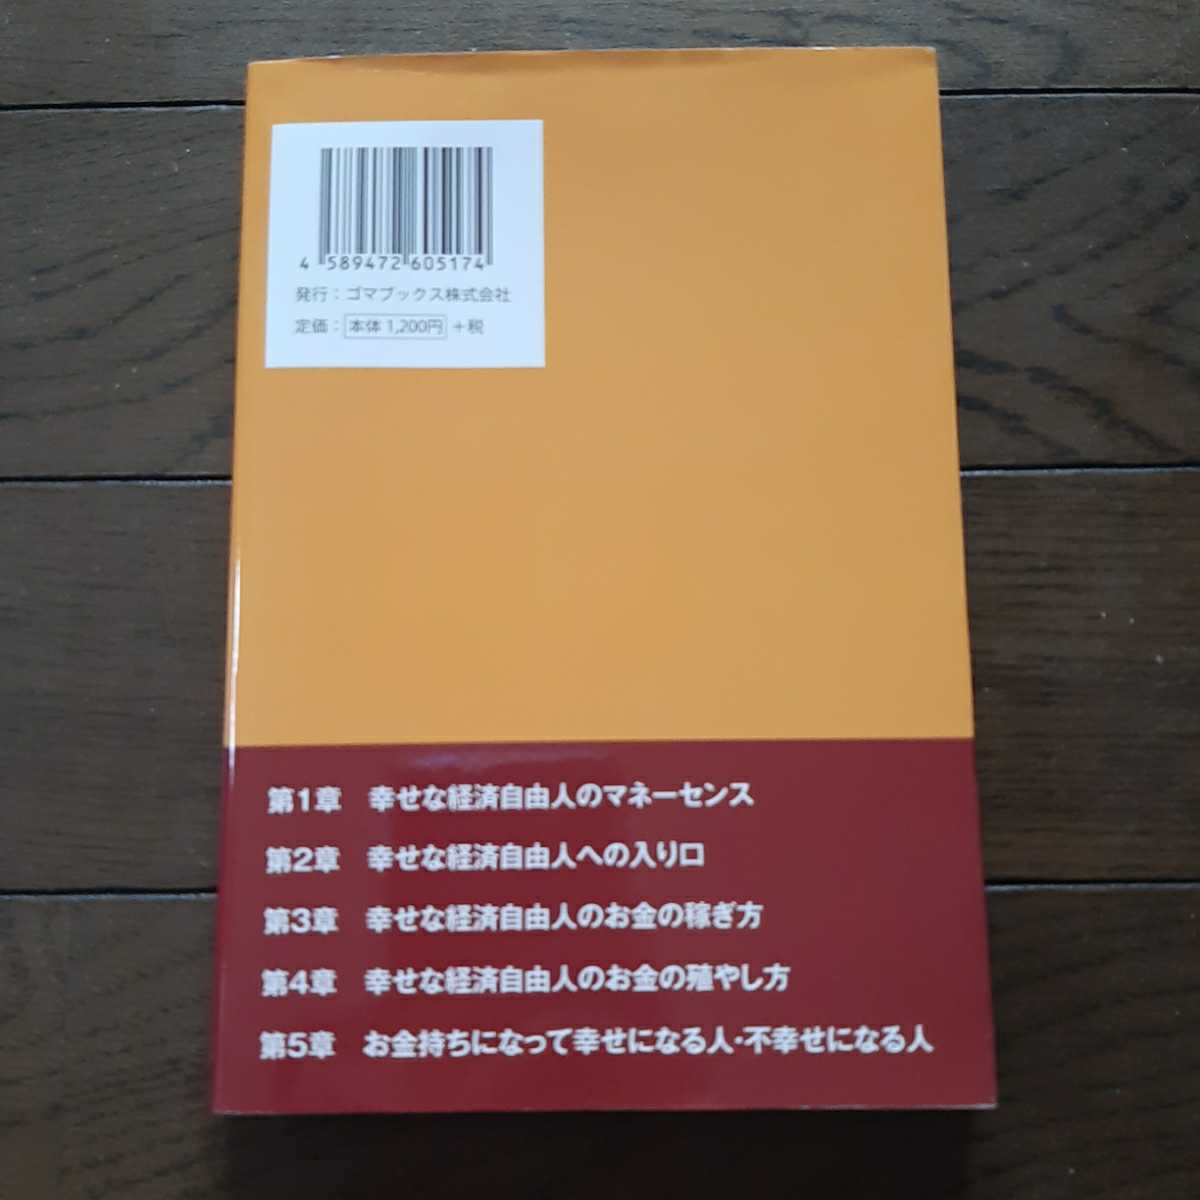 4 589472 605174
発行：ゴマブックス株式会社
定価：本体 1,200円 +税
第1章　幸せな経済自由人のマネーセンス
第2章　幸せな経済自由人への入り口
第3章　幸せな経済自由人のお金の稼ぎ方
第4章　幸せな経済自由人のお金の殖やし方
第5章　お金持ちになって幸せになる人・不幸せになる人